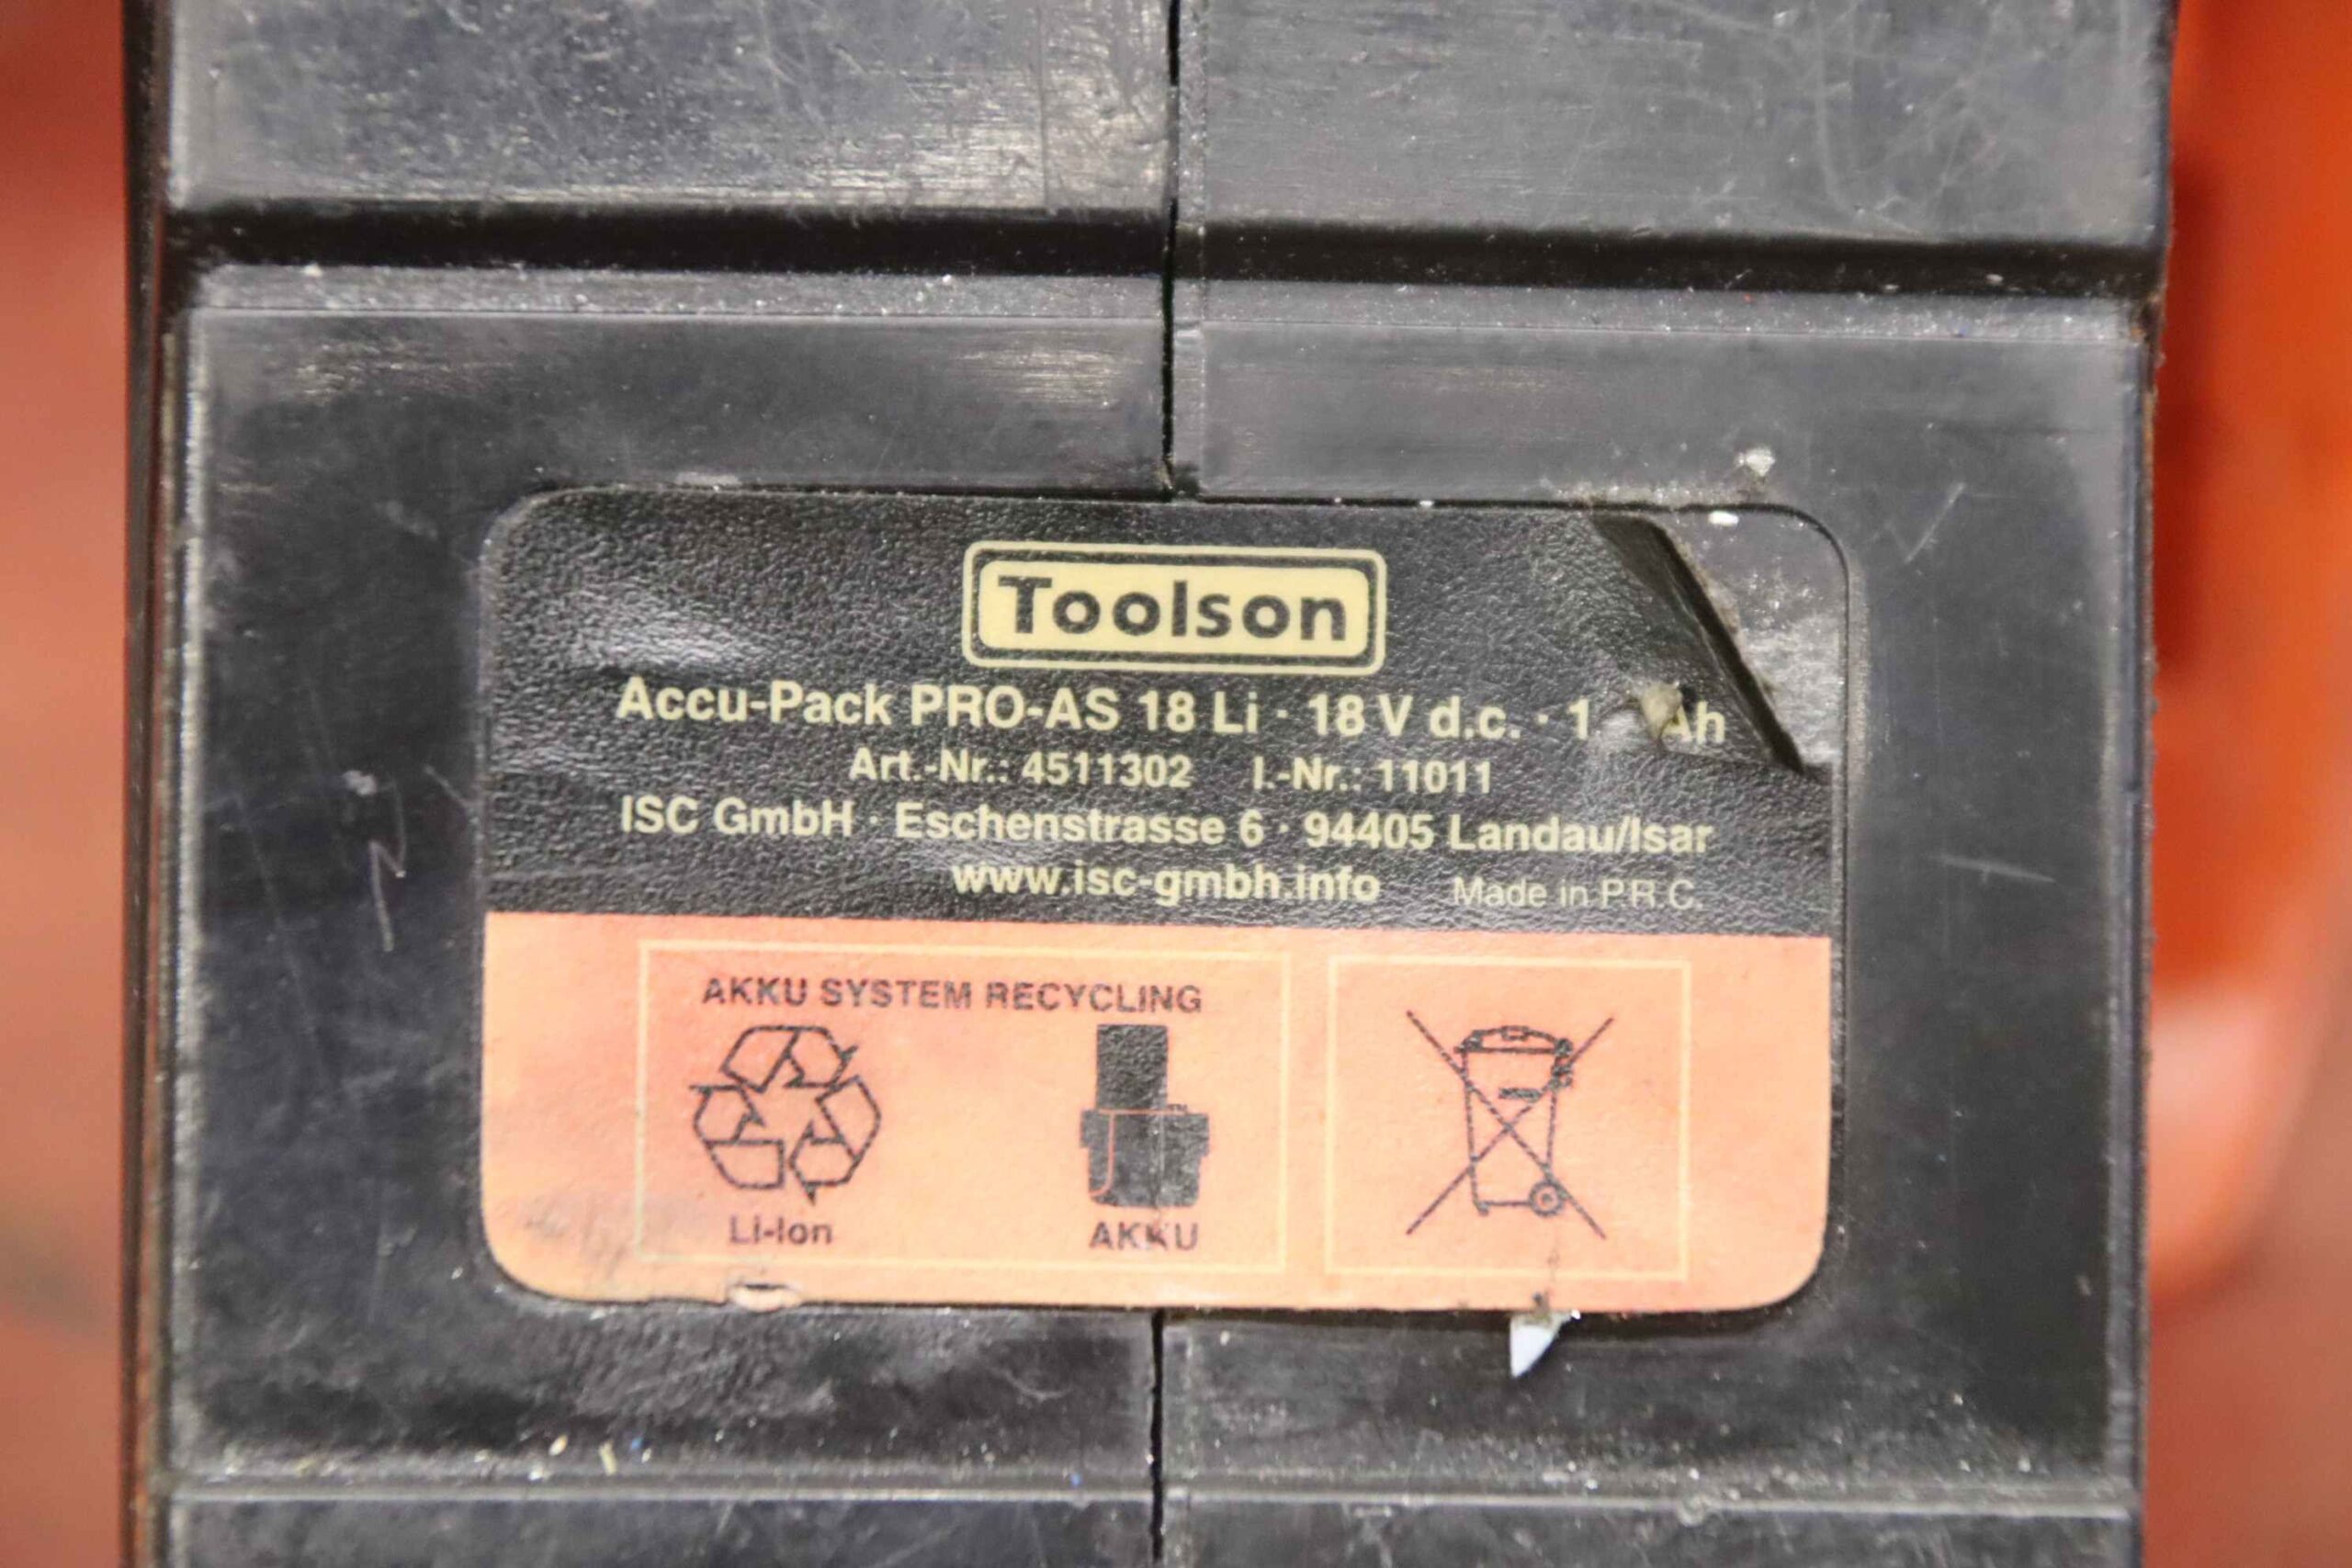 Toolson
Accu-Pack PRO-AS 18 Li · 18 V d.c. · 1 Ah
Art.-Nr.: 4511302 I.-Nr.: 11011
ISC GmbH · Eschenstrasse 6 · 94405 Landau/Isar
www.isc-gmbh.info Made in P.R.C.
AKKU SYSTEM RECYCLING
Li-Ion AKKU